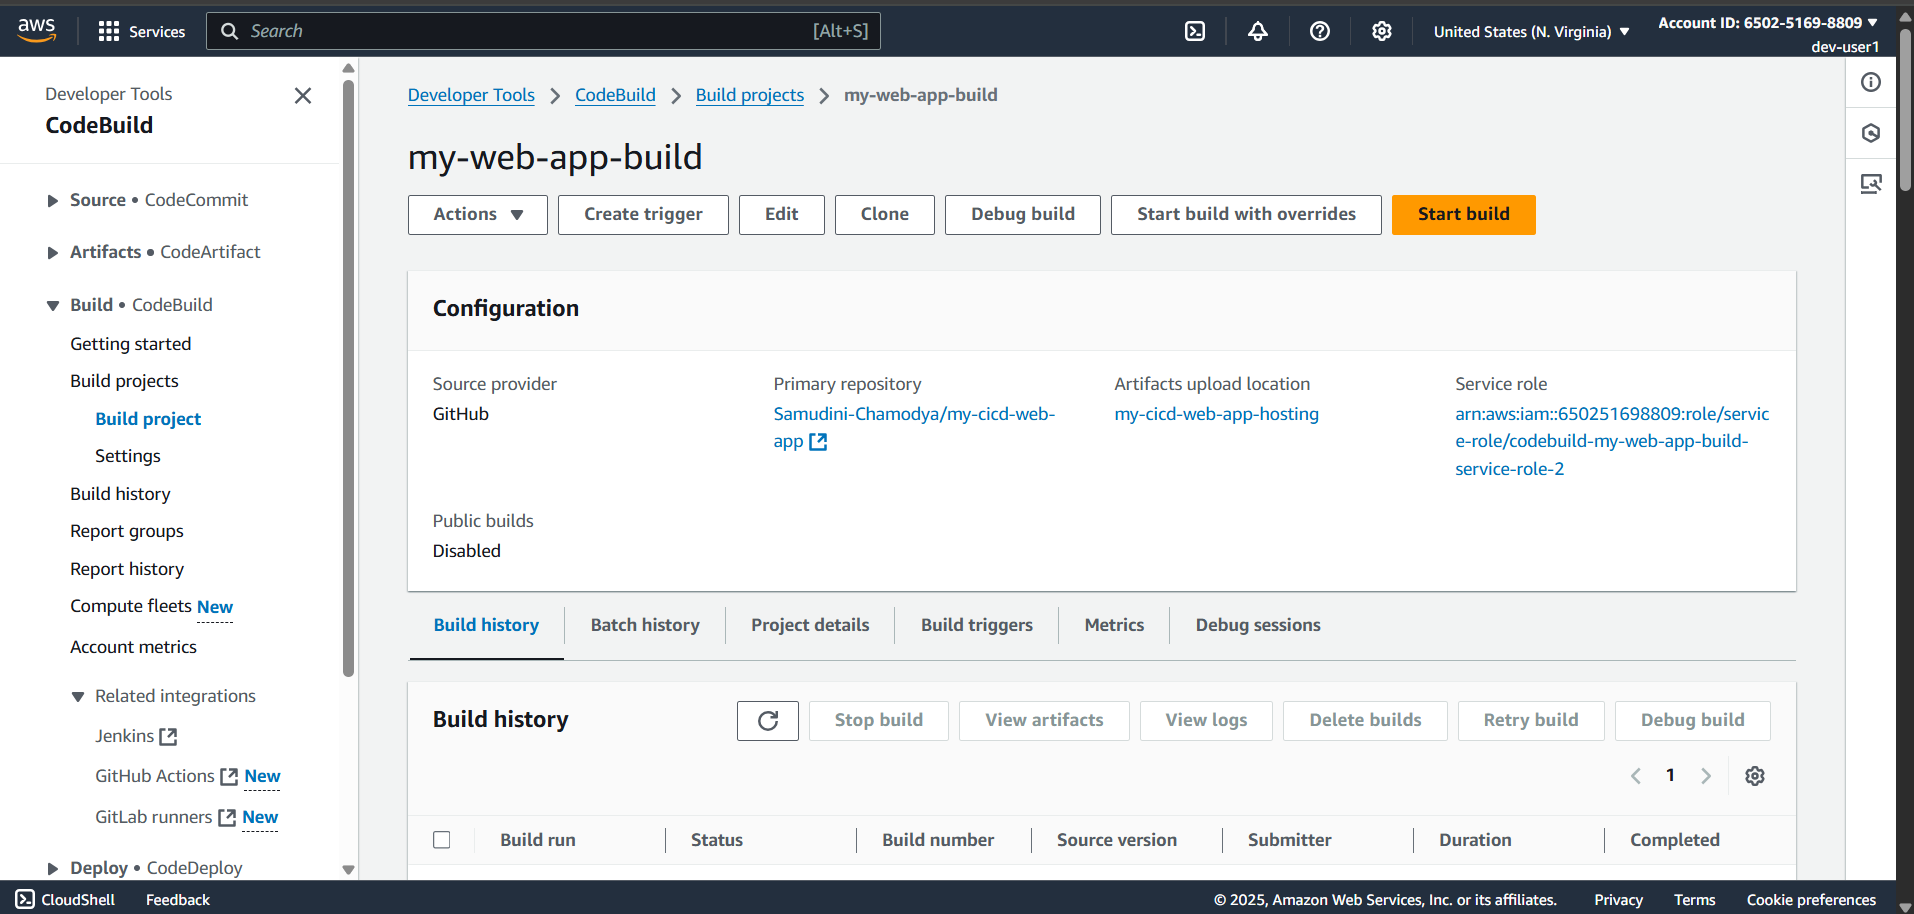 aws
Services
Search
[Alt+S]
United States (N. Virginia)
Account ID: 6502-5169-8809
dev-user1
Developer Tools
CodeBuild
Source • CodeCommit
Artifacts • CodeArtifact
Build • CodeBuild
Getting started
Build projects
Build project
Settings
Build history
Report groups
Report history
Compute fleets New
Account metrics
Related integrations
Jenkins
GitHub Actions New
GitLab runners New
Deploy • CodeDeploy
Developer Tools > CodeBuild > Build projects > my-web-app-build
my-web-app-build
Actions
Create trigger
Edit
Clone
Debug build
Start build with overrides
Start build
Configuration
Source provider
GitHub
Primary repository
Samudini-Chamodya/my-cicd-web-
app
Artifacts upload location
my-cicd-web-app-hosting
Service role
arn:aws:iam::650251698809:role/servic
e-role/codebuild-my-web-app-build-
service-role-2
Public builds
Disabled
Build history
Batch history
Project details
Build triggers
Metrics
Debug sessions
Build history
Stop build
View artifacts
View logs
Delete builds
Retry build
Debug build
1
Build run
Status
Build number
Source version
Submitter
Duration
Completed
CloudShell
Feedback
© 2025, Amazon Web Services, Inc. or its affiliates.
Privacy
Terms
Cookie preferences